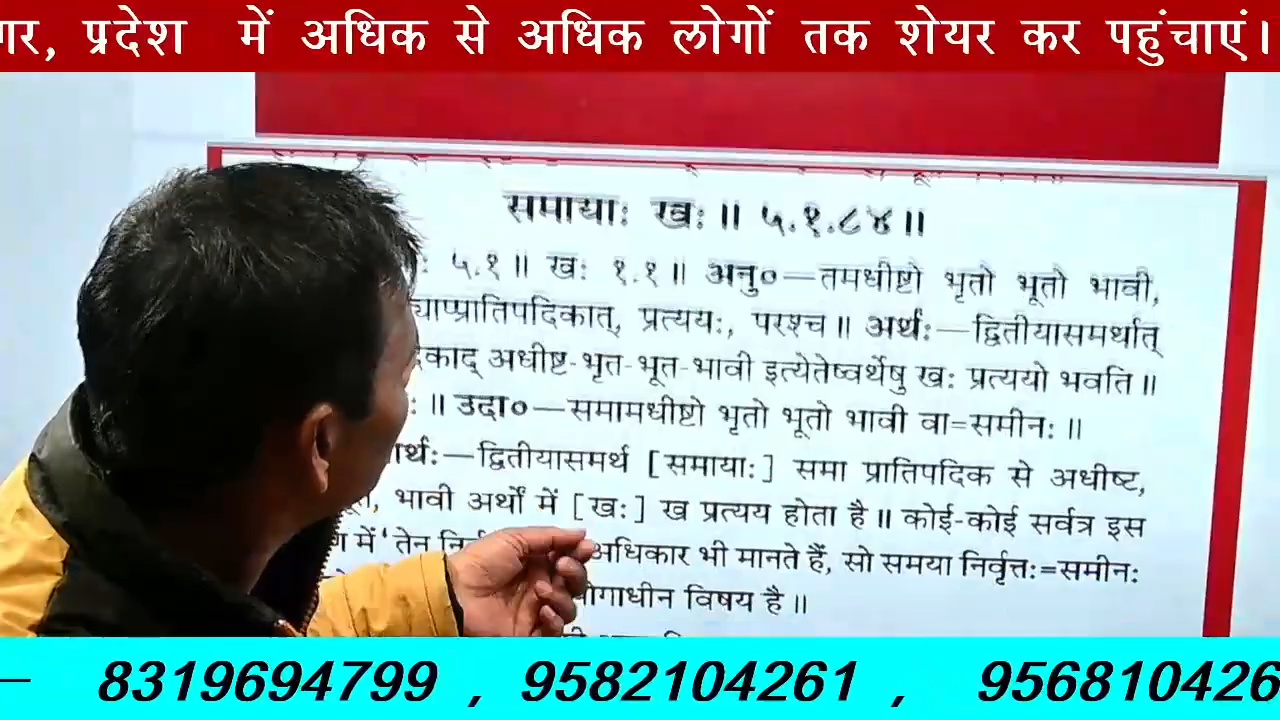 गर, प्रदेश में अधिक से अधिक लोगों तक शेयर कर पहुंचाएं।
समायाः खः॥ ५.१.८४॥
५.१॥ खः १.१॥ अनु०—तमधीष्टो भृतो भूतो भावी,
प्रत्ययः, परश्च॥ अर्थः—द्वितीयासमर्थात्
अधीष्ट-भृत-भूत-भावी इत्येतेष्वर्थेषु खः प्रत्ययो भवति॥
॥ उदा०—समामधीष्टो भृतो भूतो भावी वा=समीनः॥
द्वितीयासमर्थ [समायाः] समा प्रातिपदिक से अधीष्ट,
भावी अर्थों में [खः] ख प्रत्यय होता है॥ कोई-कोई सर्वत्र इस
में 'तेन अधिकार भी मानते हैं, सो समया निर्वृत्तः=समीनः
विषय है॥
— 8319694799 , 9582104261 , 956810426